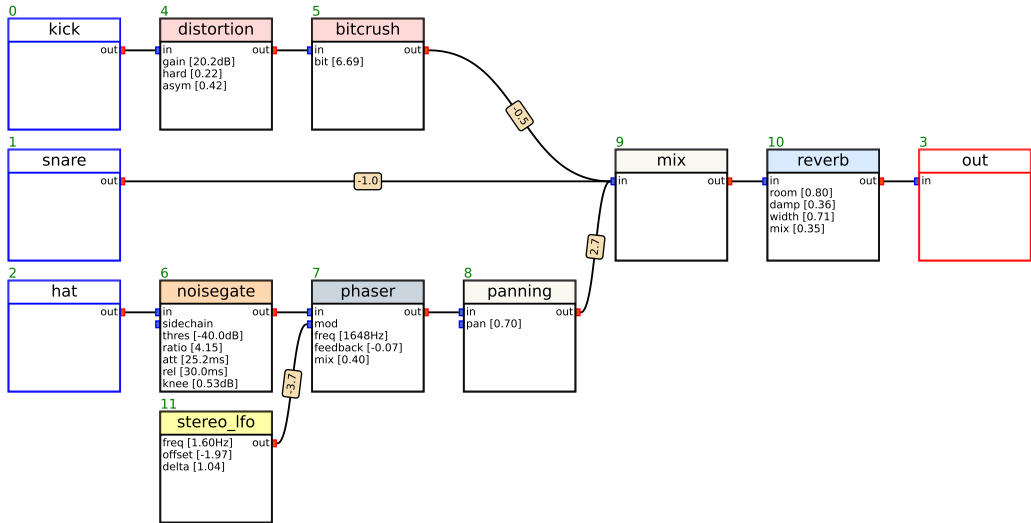 0
kick
out
4
distortion
in out
gain [20.2dB]
hard [0.22]
asym [0.42]
5
bitcrush
in out
bit [6.69]
-0.5
1
snare
out
-1.0
9
mix
in out
10
reverb
in out
room [0.80]
damp [0.36]
width [0.71]
mix [0.35]
3
out
in
2.7
2
hat
out
6
noisegate
in out
sidechain
thres [-40.0dB]
ratio [4.15]
att [25.2ms]
rel [30.0ms]
knee [0.53dB]
7
phaser
in out
mod
freq [1648Hz]
feedback [-0.07]
mix [0.40]
8
panning
in out
pan [0.70]
-3.7
11
stereo_lfo
freq [1.60Hz] out
offset [-1.97]
delta [1.04]